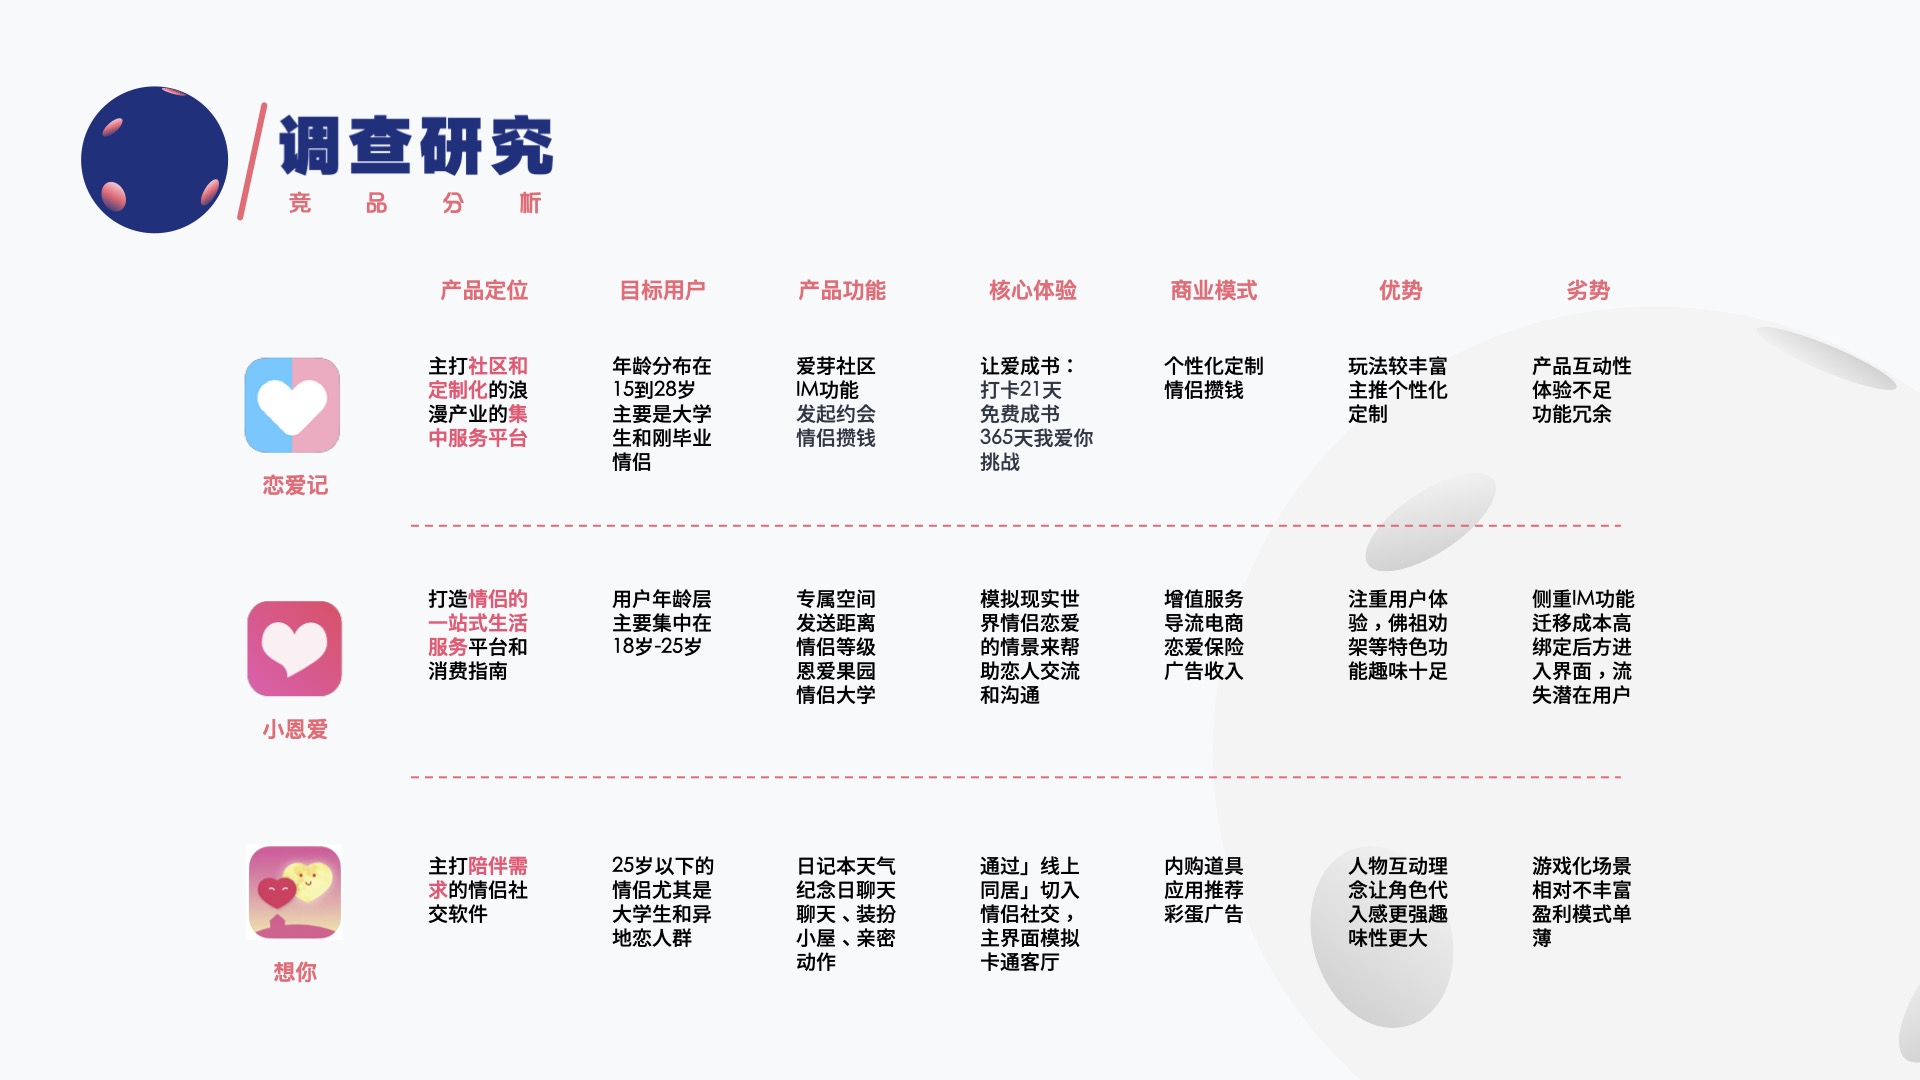 调查研究
竞品分析
产品定位
目标用户
产品功能
核心体验
商业模式
优势
劣势
恋爱记
主打社区和
定制化的浪
漫产业的集
中服务平台
年龄分布在
15到28岁
主要是大学
生和刚毕业
情侣
爱芽社区
IM功能
发起约会
情侣攒钱
让爱成书：
打卡21天
免费成书
365天我爱你
挑战
个性化定制
情侣攒钱
玩法较丰富
主推个性化
定制
产品互动性
体验不足
功能冗余
小恩爱
打造情侣的
一站式生活
服务平台和
消费指南
用户年龄层
主要集中在
18岁-25岁
专属空间
发送距离
情侣等级
恩爱果园
情侣大学
模拟现实世
界情侣恋爱
的情景来帮
助恋人交流
和沟通
增值服务
导流电商
恋爱保险
广告收入
注重用户体
验，佛祖劝
架等特色功
能趣味十足
侧重IM功能
迁移成本高
绑定后方进
入界面，流
失潜在用户
想你
主打陪伴需
求的情侣社
交软件
25岁以下的
情侣尤其是
大学生和异
地恋人群
日记本天气
纪念日聊天
聊天、装扮
小屋、亲密
动作
通过」线上
同居」切入
情侣社交，
主界面模拟
卡通客厅
内购道具
应用推荐
彩蛋广告
人物互动理
念让角色代
入感更强趣
味性更大
游戏化场景
相对不丰富
盈利模式单
薄